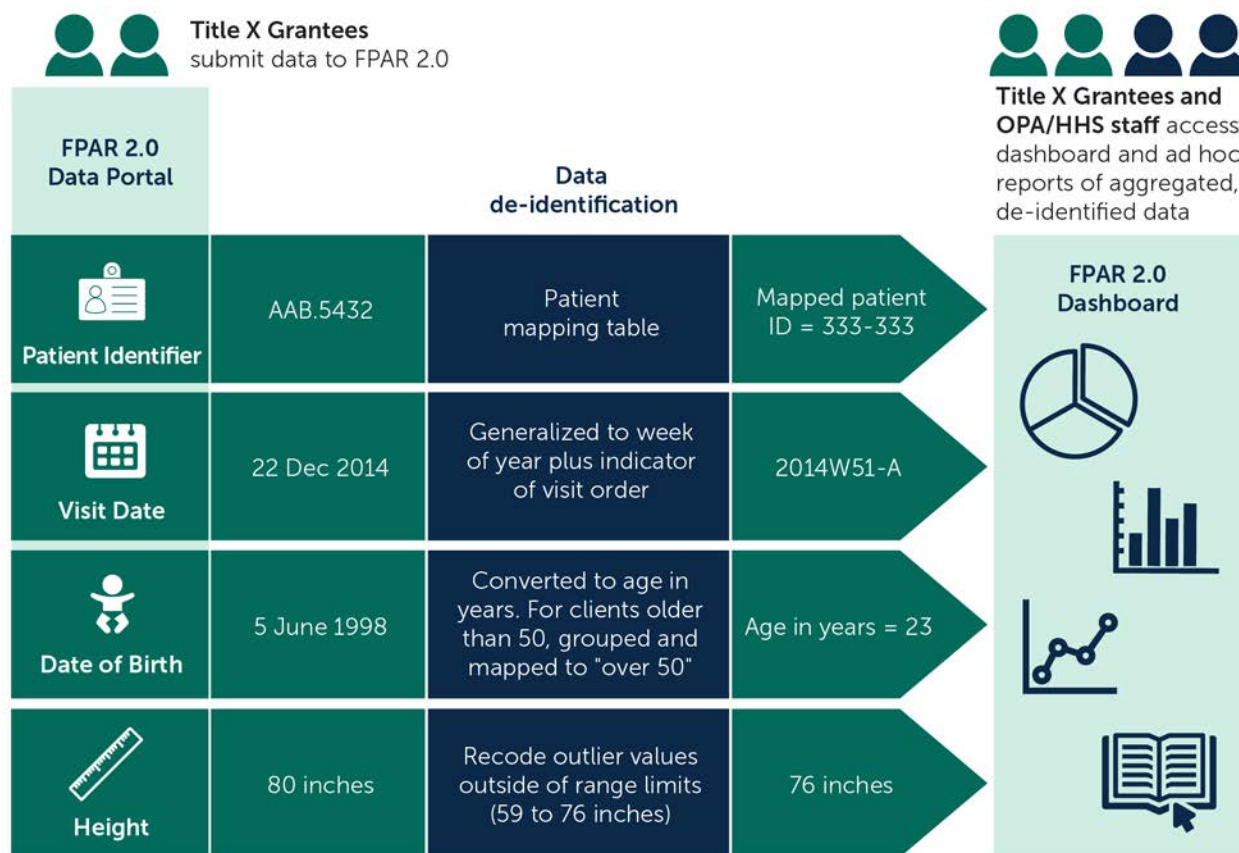 Title X Grantees
submit data to FPAR 2.0
Title X Grantees and
OPA/HHS staff access
dashboard and ad hoc
reports of aggregated,
de-identified data
FPAR 2.0
Data Portal
Data
de-identification
Patient Identifier
AAB.5432
Patient
mapping table
Mapped patient
ID = 333-333
Visit Date
22 Dec 2014
Generalized to week
of year plus indicator
of visit order
2014W51-A
Date of Birth
5 June 1998
Converted to age in
years. For clients older
than 50, grouped and
mapped to "over 50"
Age in years = 23
Height
80 inches
Recode outlier values
outside of range limits
(59 to 76 inches)
76 inches
FPAR 2.0
Dashboard